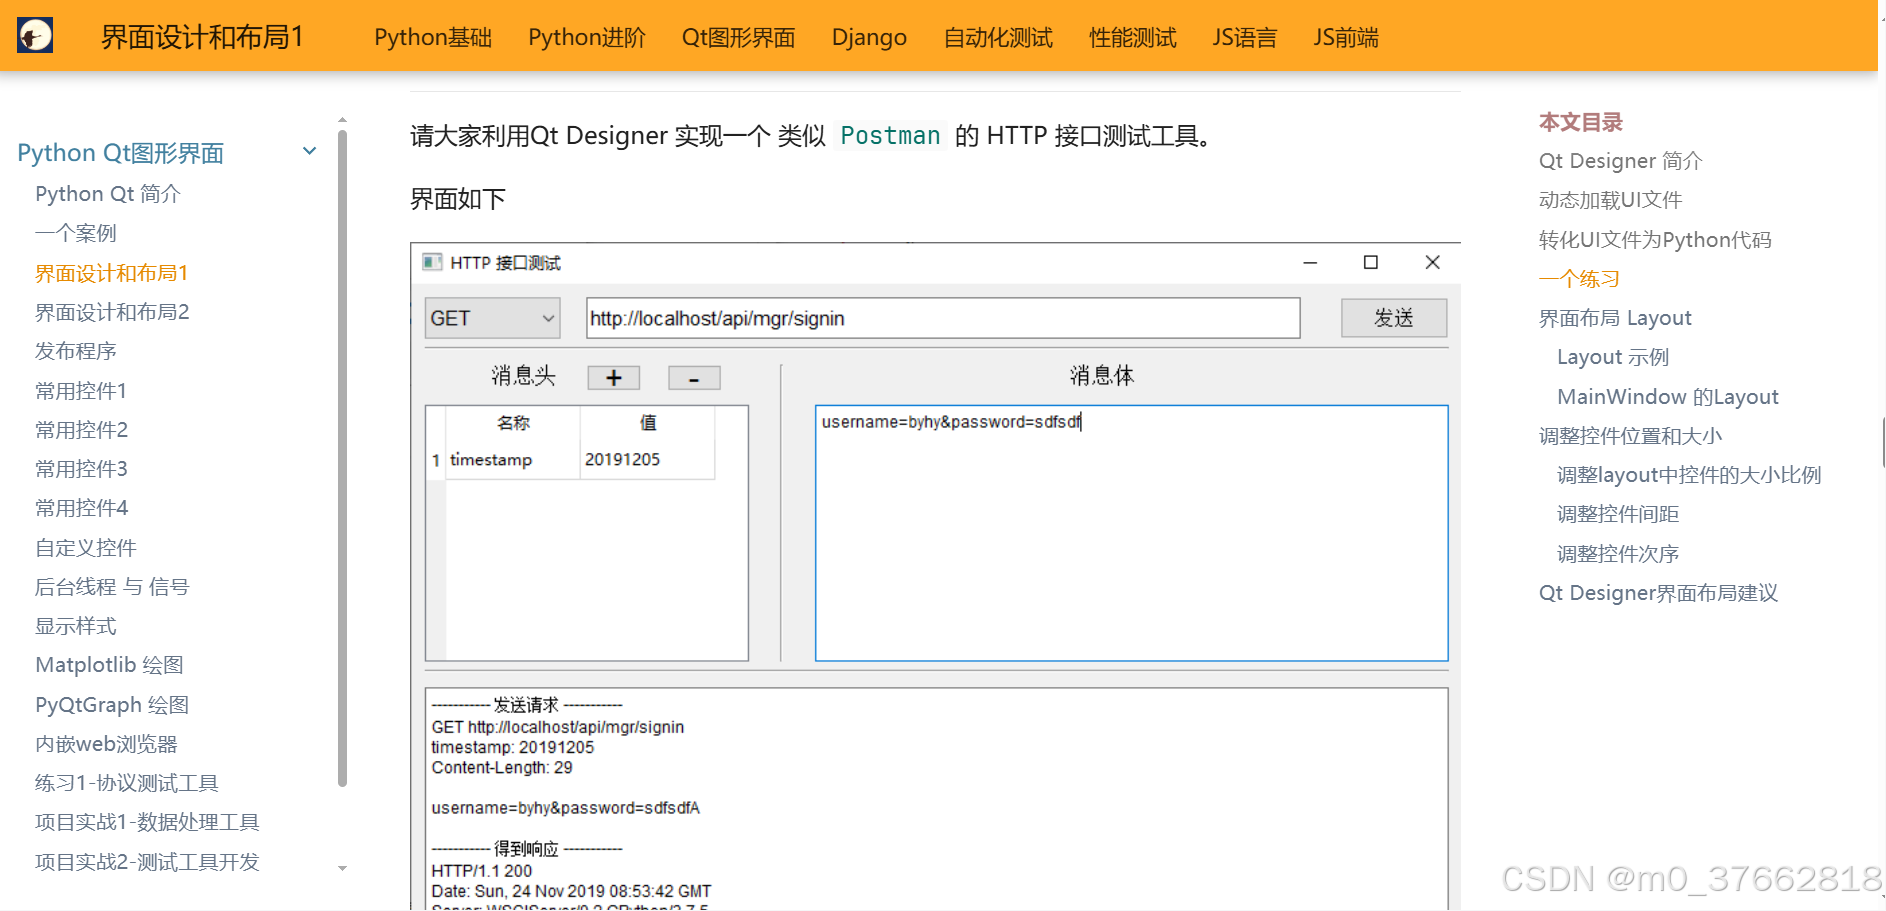 界面设计和布局1
Python基础
Python进阶
Qt图形界面
Django
自动化测试
性能测试
JS语言
JS前端
Python Qt图形界面
Python Qt 简介
一个案例
界面设计和布局1
界面设计和布局2
发布程序
常用控件1
常用控件2
常用控件3
常用控件4
自定义控件
后台线程 与 信号
显示样式
Matplotlib 绘图
PyQtGraph 绘图
内嵌web浏览器
练习1-协议测试工具
项目实战1-数据处理工具
项目实战2-测试工具开发
请大家利用Qt Designer 实现一个 类似 Postman 的 HTTP 接口测试工具。
界面如下
HTTP 接口测试
GET
http://localhost/api/mgr/signin
发送
消息头
+
-
消息体
名称
值
1
timestamp
20191205
username=byhy&password=sdfsdf
----------- 发送请求 -----------
GET http://localhost/api/mgr/signin
timestamp: 20191205
Content-Length: 29
username=byhy&password=sdfsdfA
----------- 得到响应 -----------
HTTP/1.1 200
Date: Sun, 24 Nov 2019 08:53:42 GMT
Server: WSGIServer/0.2 CPython/3.7.5
本文目录
Qt Designer 简介
动态加载UI文件
转化UI文件为Python代码
一个练习
界面布局 Layout
Layout 示例
MainWindow 的Layout
调整控件位置和大小
调整layout中控件的大小比例
调整控件间距
调整控件次序
Qt Designer界面布局建议
CSDN @m0_37662818